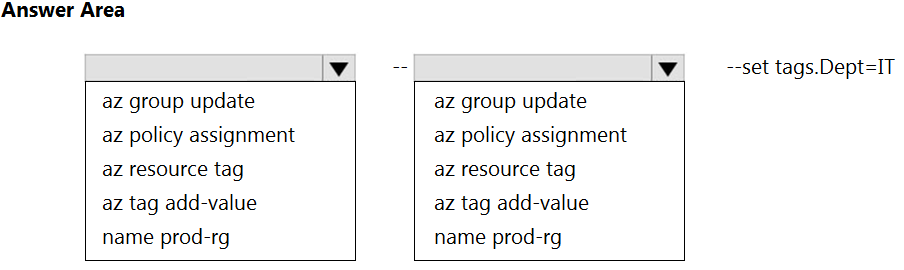 Answer Area
-- --set tags.Dept=IT
az group update az group update
az policy assignment az policy assignment
az resource tag az resource tag
az tag add-value az tag add-value
name prod-rg name prod-rg